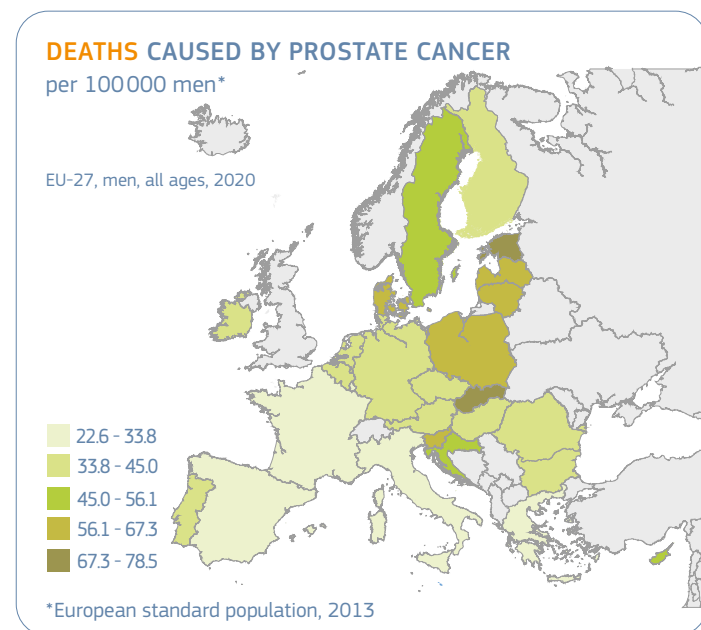 DEATHS CAUSED BY PROSTATE CANCER
per 100 000 men*
EU-27, men, all ages, 2020
22.6 - 33.8
33.8 - 45.0
45.0 - 56.1
56.1 - 67.3
67.3 - 78.5
*European standard population, 2013